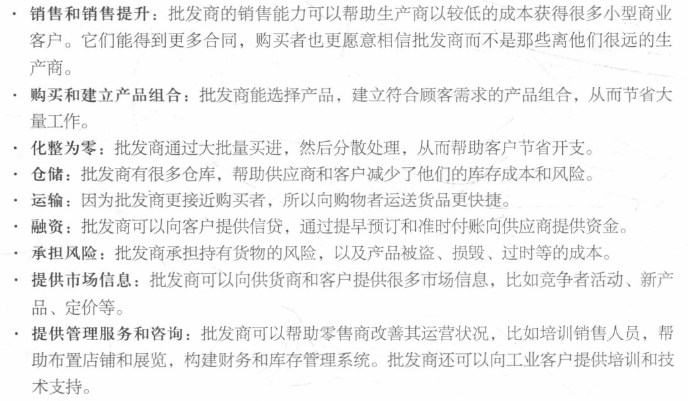 · 销售和销售提升：批发商的销售能力可以帮助生产商以较低的成本获得很多小型商业
客户。它们能得到更多合同，购买者也更愿意相信批发商而不是那些离他们很远的生
产商。
· 购买和建立产品组合：批发商能选择产品，建立符合顾客需求的产品组合，从而节省大
量工作。
· 化整为零：批发商通过大批量买进，然后分散处理，从而帮助客户节省开支。
· 仓储：批发商有很多仓库，帮助供应商和客户减少了他们的库存成本和风险。
· 运输：因为批发商更接近购买者，所以向购物者运送货品更快捷。
· 融资：批发商可以向客户提供信贷，通过提早预订和准时付账向供应商提供资金。
· 承担风险：批发商承担持有货物的风险，以及产品被盗、损毁、过时等的成本。
· 提供市场信息：批发商可以向供货商和客户提供很多市场信息，比如竞争者活动、新产
品、定价等。
· 提供管理服务和咨询：批发商可以帮助零售商改善其运营状况，比如培训销售人员，帮
助布置店铺和展览，构建财务和库存管理系统。批发商还可以向工业客户提供培训和技
术支持。